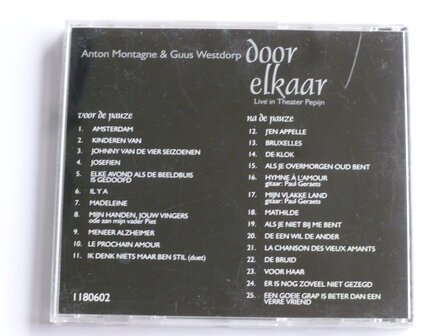 Anton Montagne & Guus Westdorp door
elkaar
Live in Theater Pepijn
voor de pauze
1. AMSTERDAM
2. KINDEREN VAN
3. JOHNNY VAN DE VIER SEIZOENEN
4. JOSEFIEN
5. ELKE AVOND ALS DE BEELDBUIS
IS GEDOOFD
6. IL Y A
7. MADELEINE
8. MIJN HANDEN, JOUW VINGERS
ode aan mijn vader Piet
9. MENEER ALZHEIMER
10. LE PROCHAIN AMOUR
11. IK DENK NIETS MAAR BEN STIL (duet)
1180602
na de pauze
12. J'EN APPELLE
13. BRUXELLES
14. DE KLOK
15. ALS JE OVERMORGEN OUD BENT
16. HYMNE À L'AMOUR
gitaar: Paul Geraets
17. MIJN VLAKKE LAND
gitaar: Paul Geraets
18. MATHILDE
19. ALS JE NIET BIJ ME BENT
20. DE EEN WIL DE ANDER
21. LA CHANSON DES VIEUX AMANTS
22. DE BRUID
23. VOOR HAAR
24. ER IS NOG ZOVEEL NIET GEZEGD
25. EEN GOEIE GRAP IS BETER DAN EEN
VERRE VRIEND